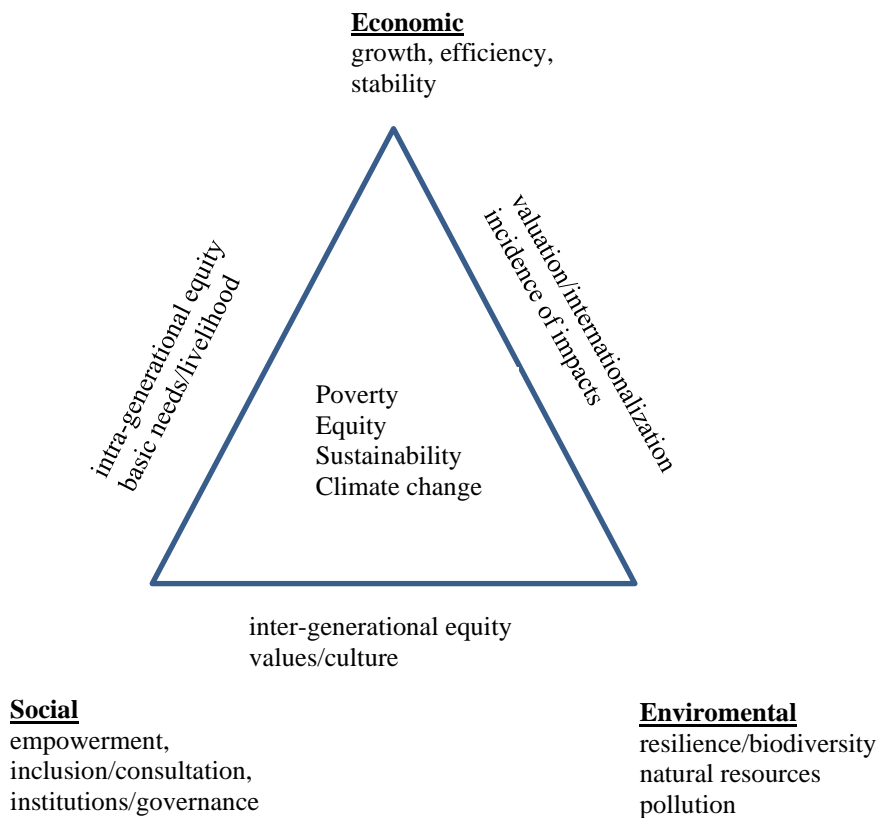 Economic
growth, efficiency,
stability
intra-generational equity
basic needs/livelihood
valuation/internationalization
incidence of impacts
Poverty
Equity
Sustainability
Climate change
inter-generational equity
values/culture
Social
empowerment,
inclusion/consultation,
institutions/governance
Enviromental
resilience/biodiversity
natural resources
pollution